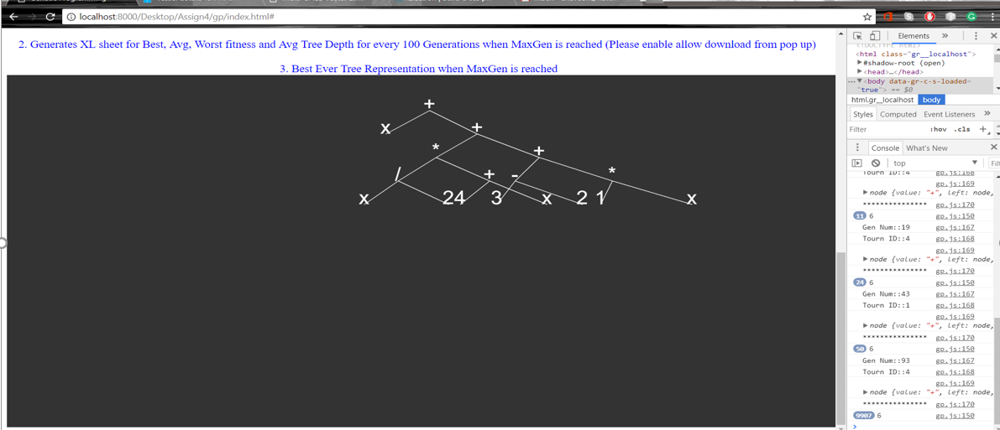 localhost:8000/Desktop/Assign4/gp/index.html#
2. Generates XL sheet for Best, Avg, Worst fitness and Avg Tree Depth for every 100 Generations when MaxGen is reached (Please enable allow download from pop up)
3. Best Ever Tree Representation when MaxGen is reached
+
x +
* +
/ + - *
x 24 3 x 2 1 x
Elements »
<html class="gr__localhost">
#shadow-root (open)
<head>…</head>
<body data-gr-c-s-loaded=
"true"> == $0
html.gr__localhost body
Styles Computed Event Listeners »
Filter :hov .cls +
Console What's New
top Fil
Tourn ID::4 gp.js:168
gp.js:169
node {value: "+", left: node,
*************** gp.js:170
11 6 gp.js:150
Gen Num::19 gp.js:167
Tourn ID::4 gp.js:168
gp.js:169
node {value: "+", left: node,
*************** gp.js:170
24 6 gp.js:150
Gen Num::43 gp.js:167
Tourn ID::1 gp.js:168
gp.js:169
node {value: "+", left: node,
*************** gp.js:170
50 6 gp.js:150
Gen Num::93 gp.js:167
Tourn ID::4 gp.js:168
gp.js:169
node {value: "+", left: node,
*************** gp.js:170
9907 6 gp.js:150